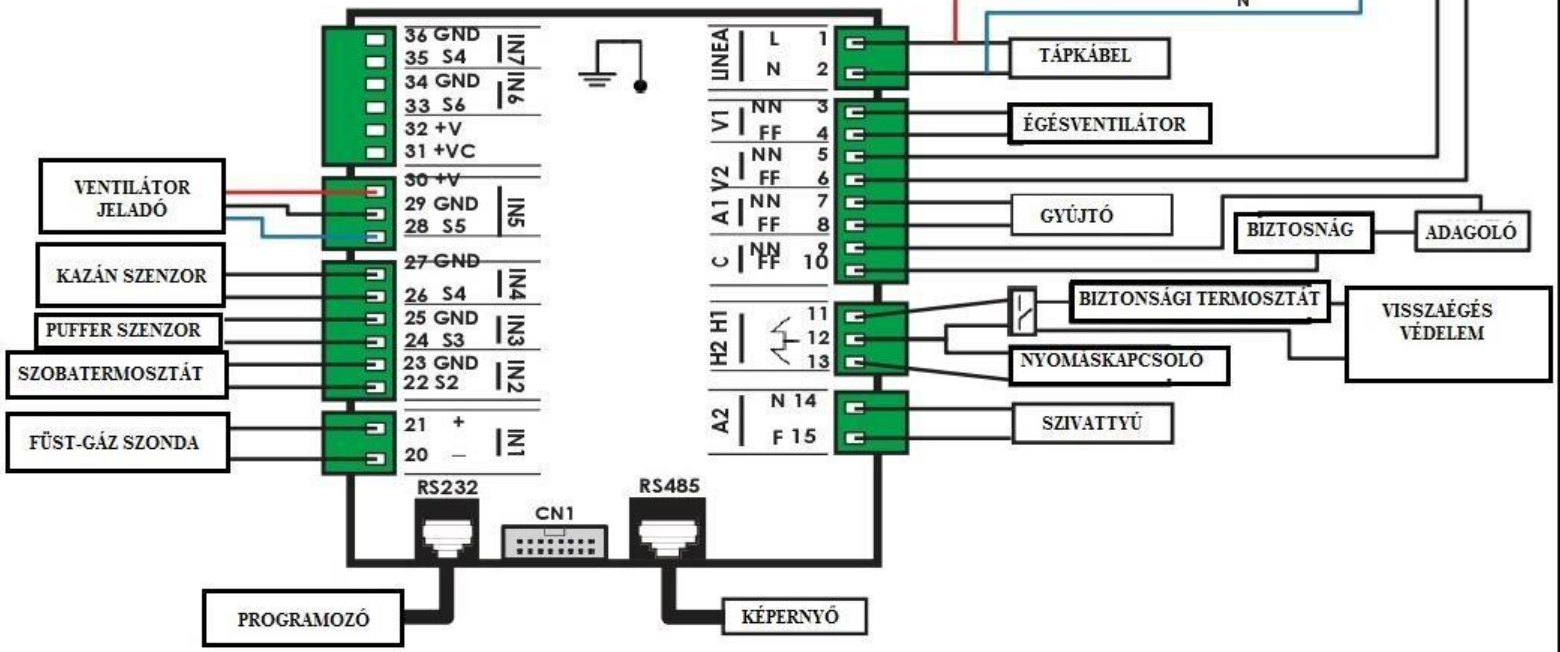 N
36 GND
35 S4
IN7
34 GND
33 S6
IN6
32 +V
31 +VC
30 +V
29 GND
28 S5
IN5
27 GND
26 S4
IN4
25 GND
24 S3
IN3
23 GND
22 S2
IN2
21 +
20 _
IN1
VENTILÁTOR
JELADÓ
KAZÁN SZENZOR
PUFFER SZENZOR
SZOBATERMOSZTÁT
FÜST-GÁZ SZONDA
LINEA
L 1
N 2
V1
NN 3
FF 4
V2
NN 5
FF 6
A1
NN 7
FF 8
C
NN 9
FF 10
H2 H1
11
12
13
A2
N 14
F 15
TÁPKÁBEL
ÉGÉSVENTILÁTOR
GYÚJTÓ
BIZTOSNÁG
ADAGOLÓ
BIZTONSÁGI TERMOSZTÁT
VISSZAÉGÉS
VÉDELEM
NYOMÁSKAPCSOLÓ
SZIVATTYÚ
RS232
CN1
RS485
PROGRAMOZÓ
KÉPERNYŐ